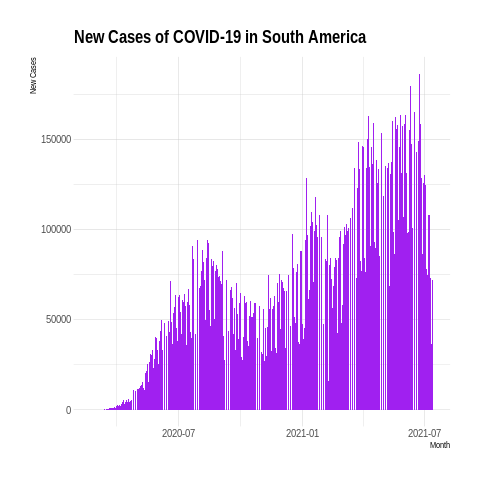 New Cases of COVID-19 in South America
New Cases
150000
100000
50000
0
2020-07
2021-01
2021-07
Month